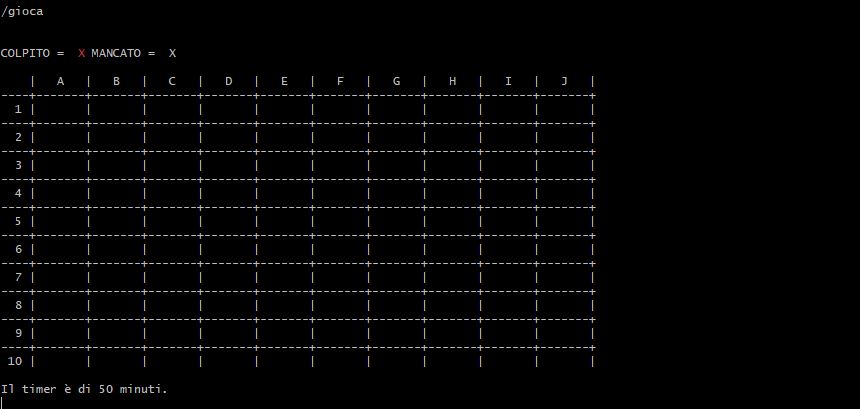 /gioca
COLPITO =  X MANCATO =  X
    |   A   |   B   |   C   |   D   |   E   |   F   |   G   |   H   |   I   |   J   |
----+-------+-------+-------+-------+-------+-------+-------+-------+-------+-------+
  1 |       |       |       |       |       |       |       |       |       |       |
----+-------+-------+-------+-------+-------+-------+-------+-------+-------+-------+
  2 |       |       |       |       |       |       |       |       |       |       |
----+-------+-------+-------+-------+-------+-------+-------+-------+-------+-------+
  3 |       |       |       |       |       |       |       |       |       |       |
----+-------+-------+-------+-------+-------+-------+-------+-------+-------+-------+
  4 |       |       |       |       |       |       |       |       |       |       |
----+-------+-------+-------+-------+-------+-------+-------+-------+-------+-------+
  5 |       |       |       |       |       |       |       |       |       |       |
----+-------+-------+-------+-------+-------+-------+-------+-------+-------+-------+
  6 |       |       |       |       |       |       |       |       |       |       |
----+-------+-------+-------+-------+-------+-------+-------+-------+-------+-------+
  7 |       |       |       |       |       |       |       |       |       |       |
----+-------+-------+-------+-------+-------+-------+-------+-------+-------+-------+
  8 |       |       |       |       |       |       |       |       |       |       |
----+-------+-------+-------+-------+-------+-------+-------+-------+-------+-------+
  9 |       |       |       |       |       |       |       |       |       |       |
----+-------+-------+-------+-------+-------+-------+-------+-------+-------+-------+
 10 |       |       |       |       |       |       |       |       |       |       |
Il timer è di 50 minuti.